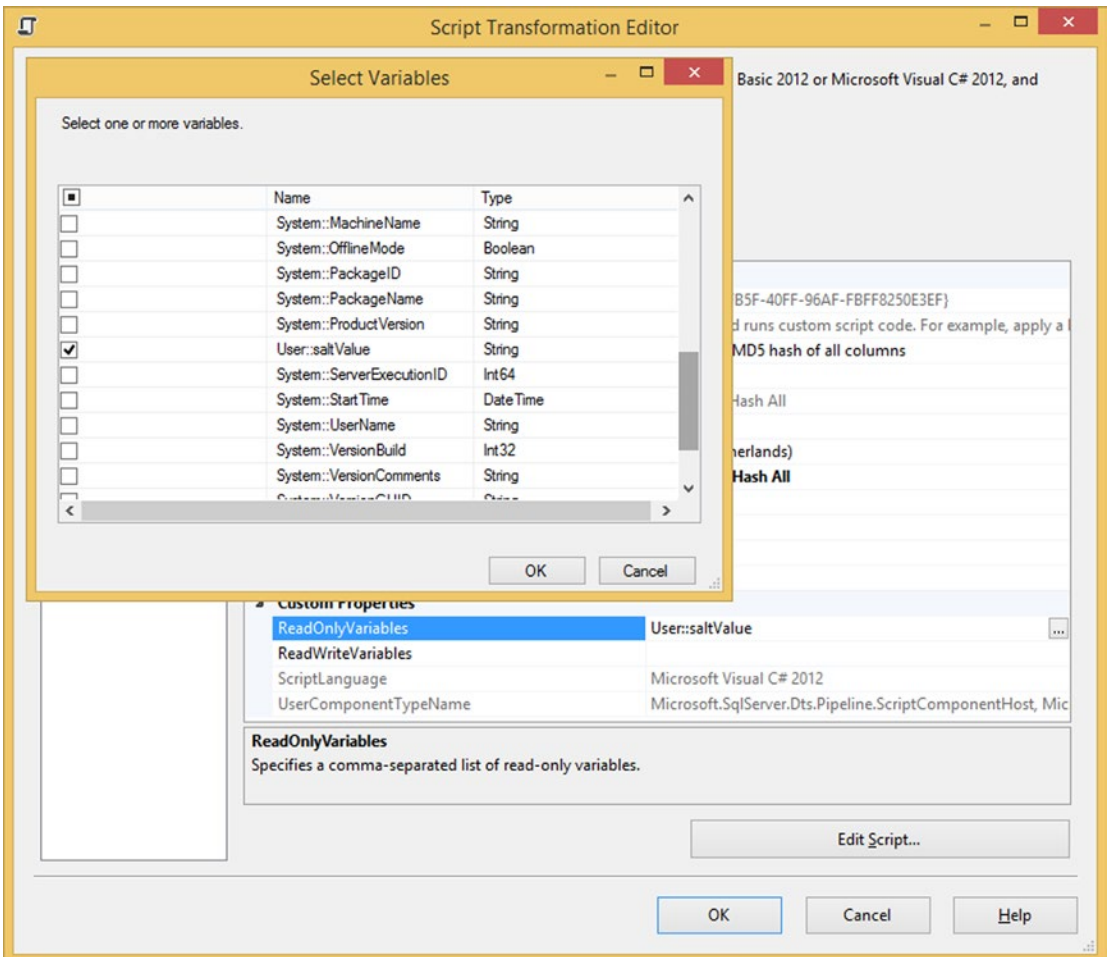 Script Transformation Editor
Select Variables
Basic 2012 or Microsoft Visual C# 2012, and
Select one or more variables.
Name Type
System::MachineName String
System::OfflineMode Boolean
System::PackageID String
System::PackageName String
System::ProductVersion String
User::saltValue String
System::ServerExecutionID Int64
System::StartTime DateTime
System::UserName String
System::VersionBuild Int32
System::VersionComments String
System::VersionGUID String
OK Cancel
B5F-40FF-96AF-FBFF8250E3EF}
d runs custom script code. For example, apply a
MD5 hash of all columns
Hash All
herlands)
Hash All
Custom Properties
ReadOnlyVariables User::saltValue ...
ReadWriteVariables
ScriptLanguage Microsoft Visual C# 2012
UserComponentTypeName Microsoft.SqlServer.Dts.Pipeline.ScriptComponentHost, Mic
ReadOnlyVariables
Specifies a comma-separated list of read-only variables.
Edit Script...
OK Cancel Help